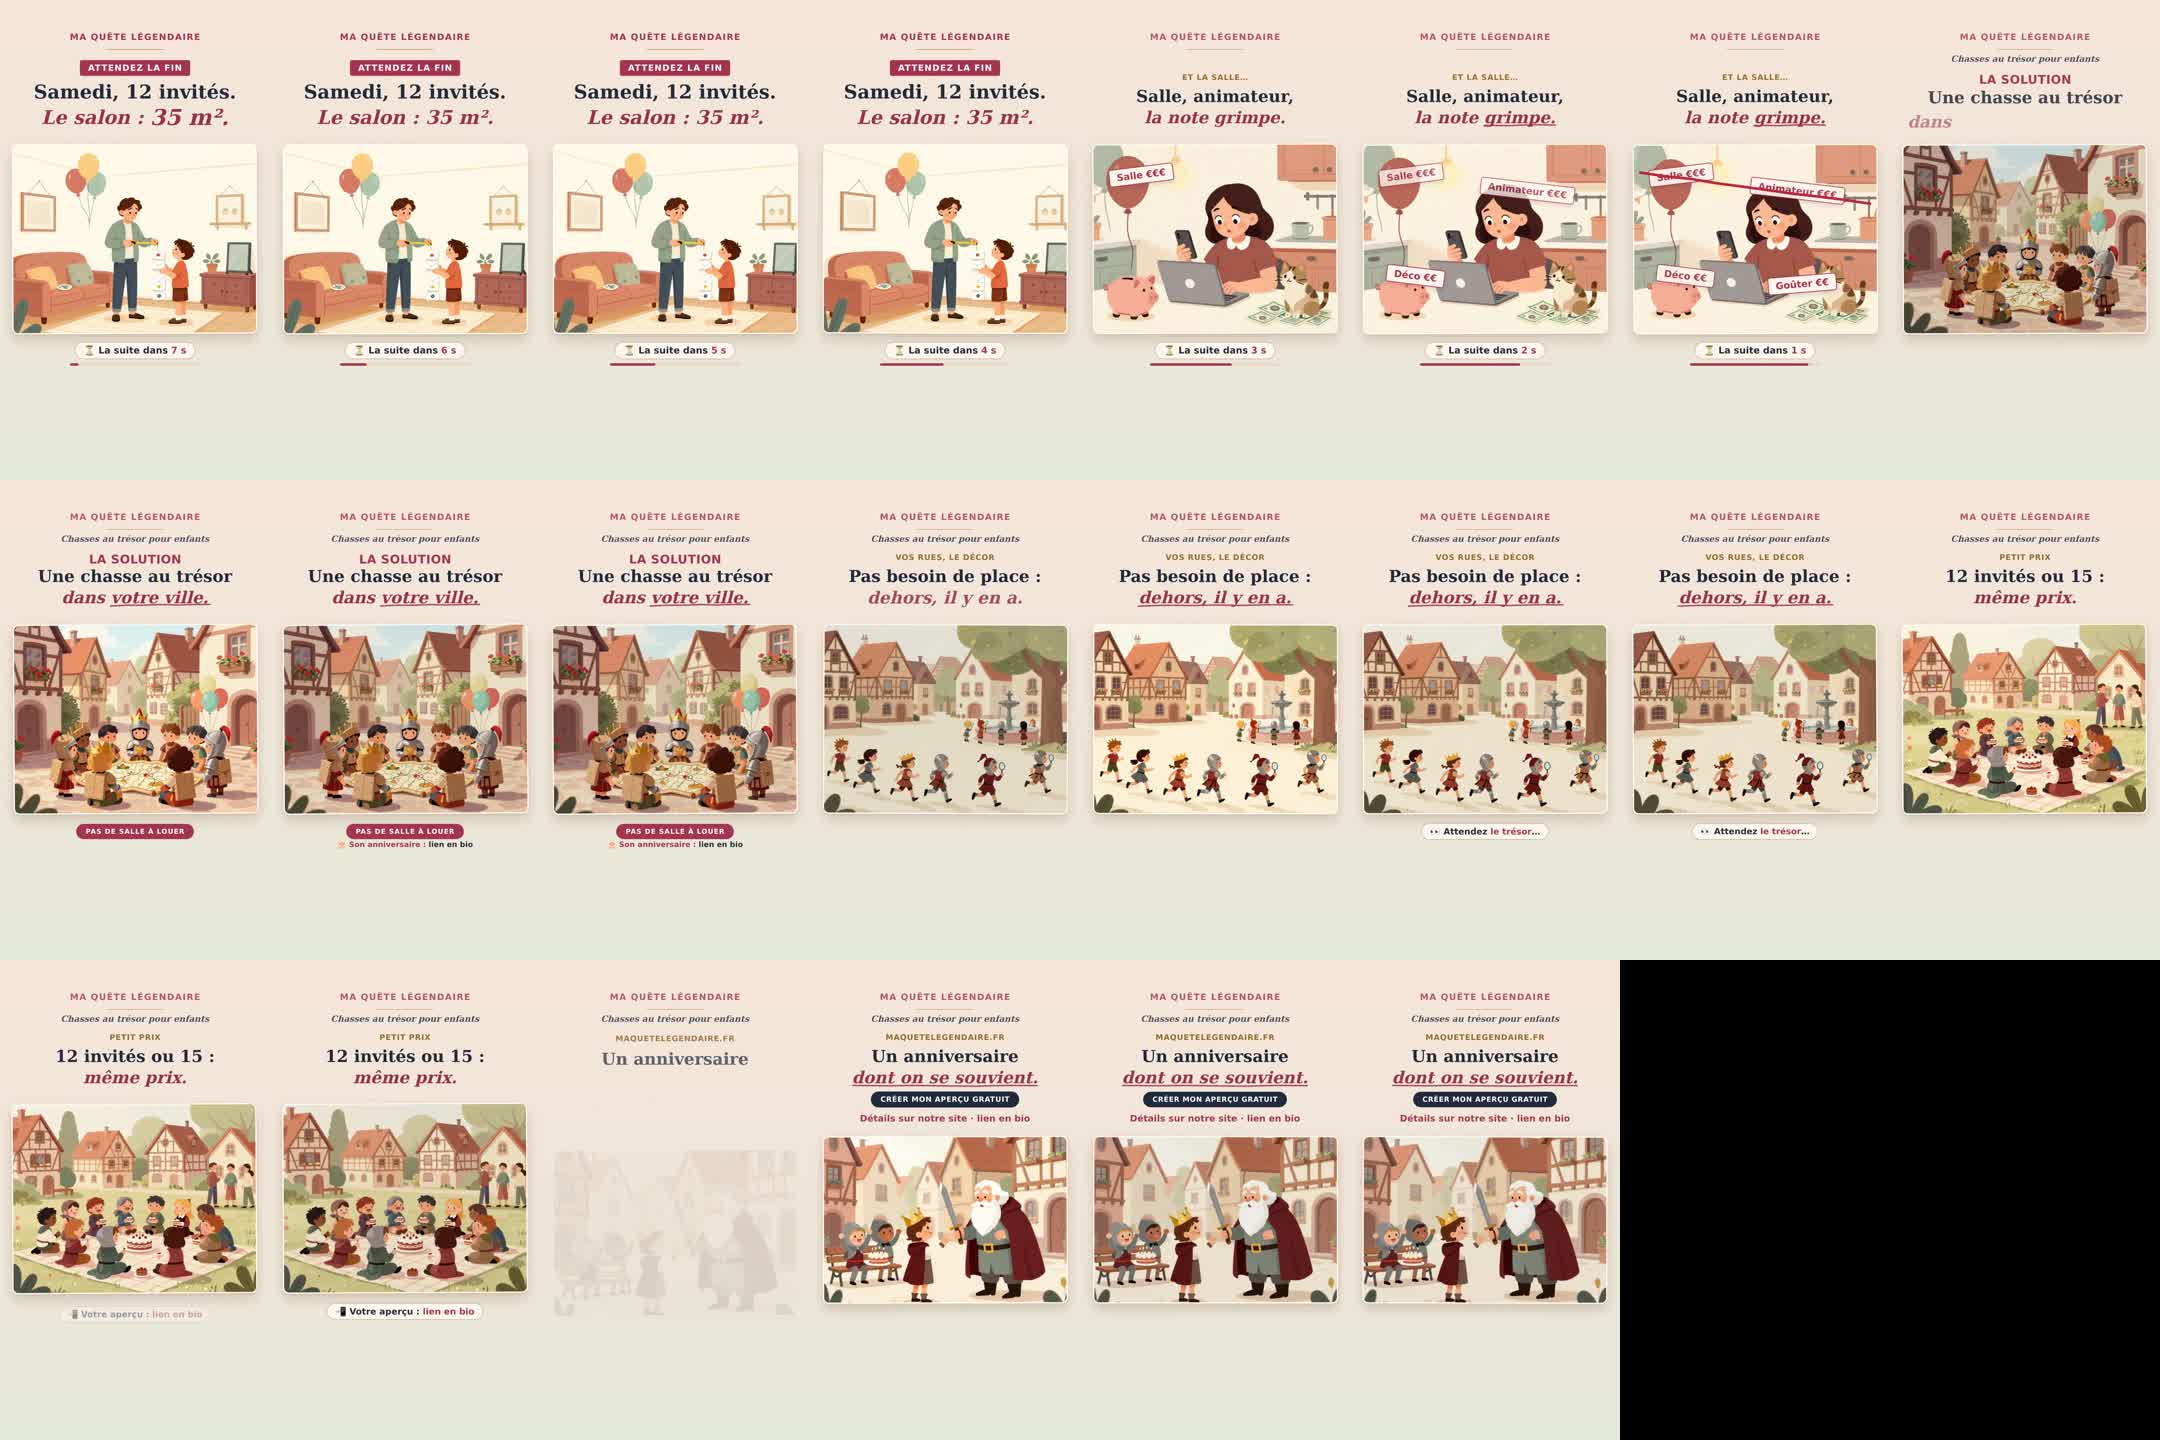 MA QUÊTE LÉGENDAIRE
ATTENDEZ LA FIN
Samedi, 12 invités.
Le salon : 35 m².
⏳ La suite dans 7 s
MA QUÊTE LÉGENDAIRE
ATTENDEZ LA FIN
Samedi, 12 invités.
Le salon : 35 m².
⏳ La suite dans 6 s
MA QUÊTE LÉGENDAIRE
ATTENDEZ LA FIN
Samedi, 12 invités.
Le salon : 35 m².
⏳ La suite dans 5 s
MA QUÊTE LÉGENDAIRE
ATTENDEZ LA FIN
Samedi, 12 invités.
Le salon : 35 m².
⏳ La suite dans 4 s
MA QUÊTE LÉGENDAIRE
ET LA SALLE…
Salle, animateur,
la note grimpe.
Salle €€€
⏳ La suite dans 3 s
MA QUÊTE LÉGENDAIRE
ET LA SALLE…
Salle, animateur,
la note grimpe.
Salle €€€
Animateur €€€
Déco €€
⏳ La suite dans 2 s
MA QUÊTE LÉGENDAIRE
ET LA SALLE…
Salle, animateur,
la note grimpe.
Salle €€€
Animateur €€€
Déco €€
Goûter €€
⏳ La suite dans 1 s
MA QUÊTE LÉGENDAIRE
Chasses au trésor pour enfants
LA SOLUTION
Une chasse au trésor
dans
MA QUÊTE LÉGENDAIRE
Chasses au trésor pour enfants
LA SOLUTION
Une chasse au trésor
dans votre ville.
PAS DE SALLE À LOUER
MA QUÊTE LÉGENDAIRE
Chasses au trésor pour enfants
LA SOLUTION
Une chasse au trésor
dans votre ville.
PAS DE SALLE À LOUER
Son anniversaire : lien en bio
MA QUÊTE LÉGENDAIRE
Chasses au trésor pour enfants
LA SOLUTION
Une chasse au trésor
dans votre ville.
PAS DE SALLE À LOUER
Son anniversaire : lien en bio
MA QUÊTE LÉGENDAIRE
Chasses au trésor pour enfants
VOS RUES, LE DÉCOR
Pas besoin de place :
dehors, il y en a.
MA QUÊTE LÉGENDAIRE
Chasses au trésor pour enfants
VOS RUES, LE DÉCOR
Pas besoin de place :
dehors, il y en a.
MA QUÊTE LÉGENDAIRE
Chasses au trésor pour enfants
VOS RUES, LE DÉCOR
Pas besoin de place :
dehors, il y en a.
👀 Attendez le trésor…
MA QUÊTE LÉGENDAIRE
Chasses au trésor pour enfants
VOS RUES, LE DÉCOR
Pas besoin de place :
dehors, il y en a.
👀 Attendez le trésor…
MA QUÊTE LÉGENDAIRE
Chasses au trésor pour enfants
PETIT PRIX
12 invités ou 15 :
même prix.
MA QUÊTE LÉGENDAIRE
Chasses au trésor pour enfants
PETIT PRIX
12 invités ou 15 :
même prix.
📲 Votre aperçu : lien en bio
MA QUÊTE LÉGENDAIRE
Chasses au trésor pour enfants
PETIT PRIX
12 invités ou 15 :
même prix.
📲 Votre aperçu : lien en bio
MA QUÊTE LÉGENDAIRE
Chasses au trésor pour enfants
MAQUETELEGENDAIRE.FR
Un anniversaire
MA QUÊTE LÉGENDAIRE
Chasses au trésor pour enfants
MAQUETELEGENDAIRE.FR
Un anniversaire
dont on se souvient.
CRÉER MON APERÇU GRATUIT
Détails sur notre site · lien en bio
MA QUÊTE LÉGENDAIRE
Chasses au trésor pour enfants
MAQUETELEGENDAIRE.FR
Un anniversaire
dont on se souvient.
CRÉER MON APERÇU GRATUIT
Détails sur notre site · lien en bio
MA QUÊTE LÉGENDAIRE
Chasses au trésor pour enfants
MAQUETELEGENDAIRE.FR
Un anniversaire
dont on se souvient.
CRÉER MON APERÇU GRATUIT
Détails sur notre site · lien en bio